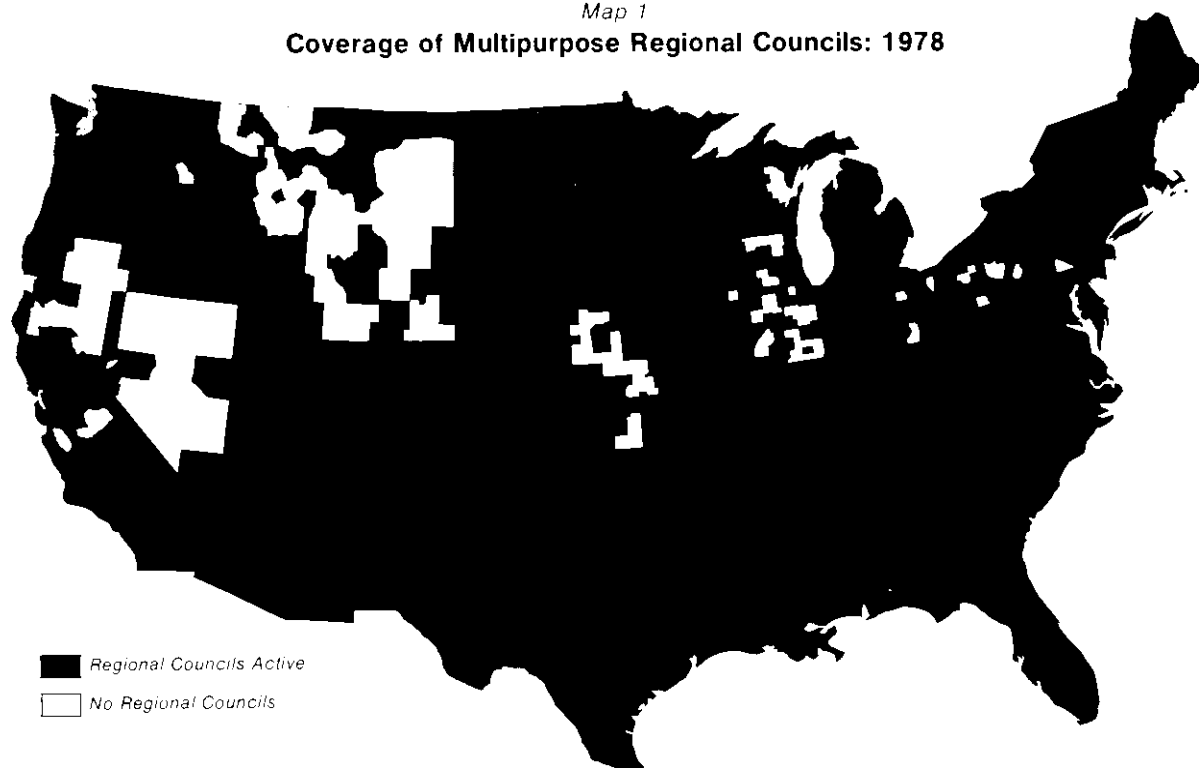 Map 1
Coverage of Multipurpose Regional Councils: 1978
Regional Councils Active
No Regional Councils